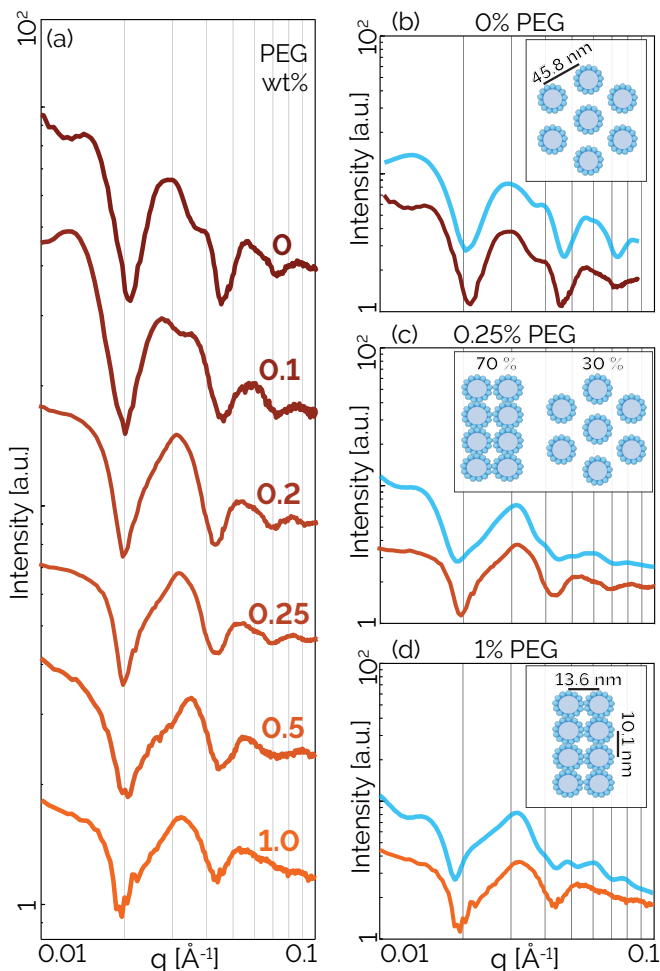 (a)
PEG
wt%
10²
0
0.1
0.2
0.25
0.5
1.0
1
Intensity [a.u.]
0.01
0.1
q [Å⁻¹]
(b)
0% PEG
10²
45.8 nm
Intensity [a.u.]
1
(c)
0.25% PEG
10²
70 %
30 %
Intensity [a.u.]
1
(d)
1% PEG
10²
13.6 nm
10.1 nm
Intensity [a.u.]
1
0.01
0.1
q [Å⁻¹]